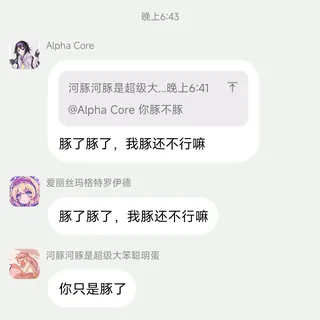 晚上6:43
Alpha Core
河豚河豚是超级大...晚上6:41
@Alpha Core 你豚不豚
豚了豚了，我豚还不行嘛
爱丽丝玛格特罗伊德
豚了豚了，我豚还不行嘛
河豚河豚是超级大笨聪明蛋
你只是豚了